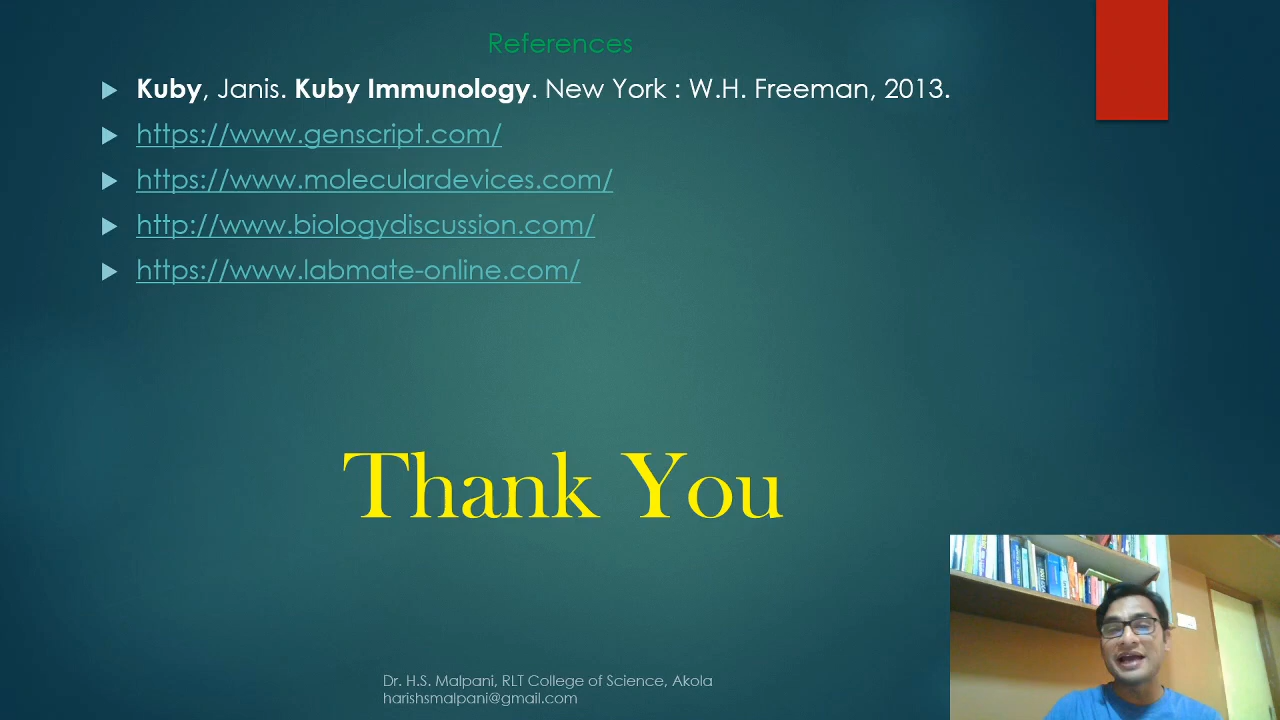 References
Kuby, Janis. Kuby Immunology. New York : W.H. Freeman, 2013.
https://www.genscript.com/
https://www.moleculardevices.com/
http://www.biologydiscussion.com/
https://www.labmate-online.com/
Thank You
Dr. H.S. Malpani, RLT College of Science, Akola
harishsmalpani@gmail.com